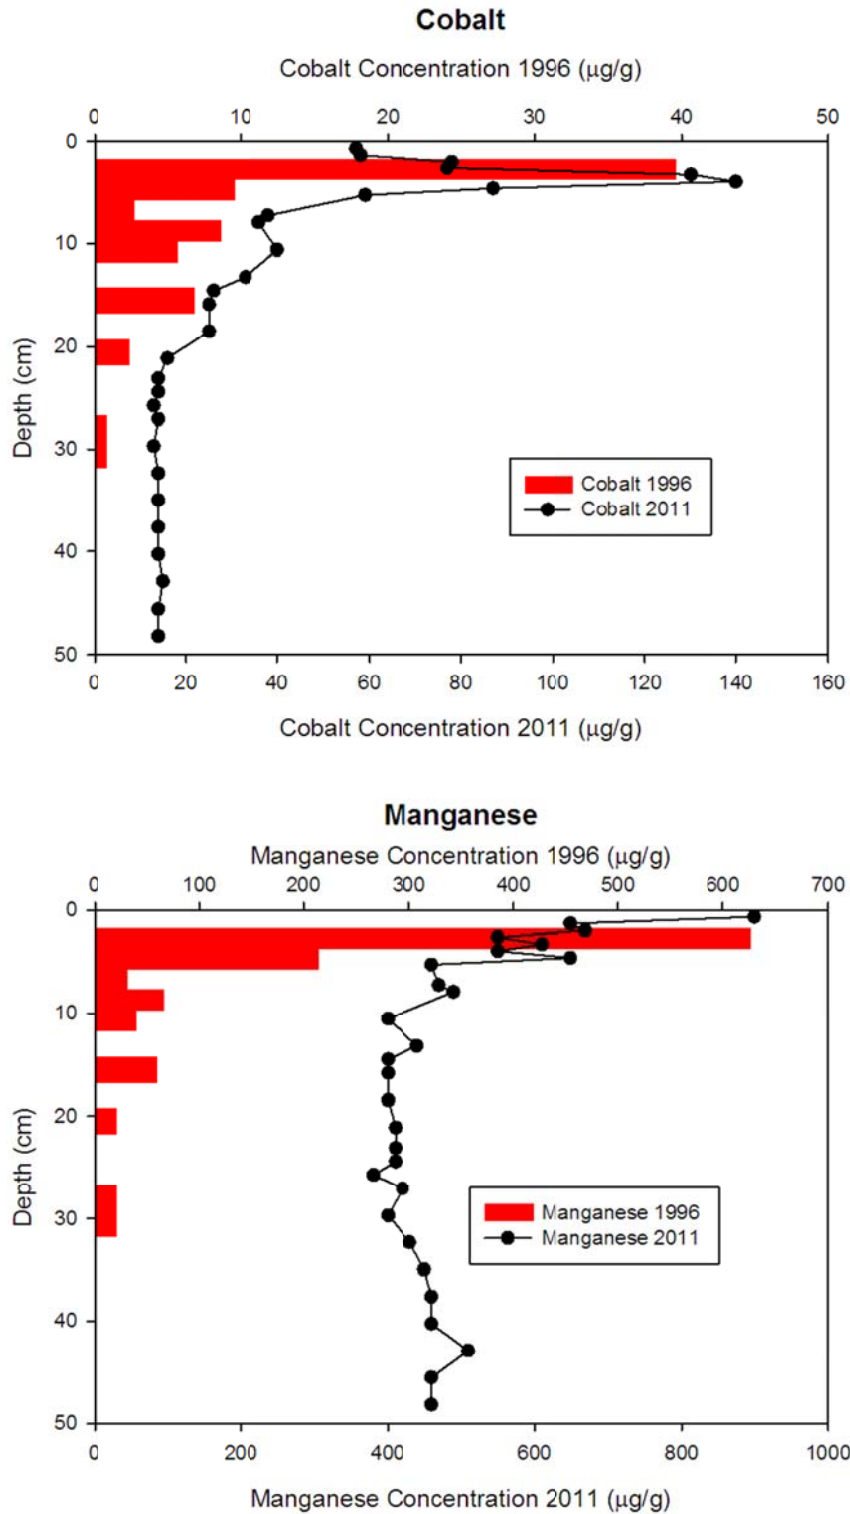 Cobalt
Cobalt Concentration 1996 (μg/g)
0 10 20 30 40 50
0
10
20
30
40
50
Depth (cm)
Cobalt 1996
Cobalt 2011
0 20 40 60 80 100 120 140 160
Cobalt Concentration 2011 (μg/g)
Manganese
Manganese Concentration 1996 (μg/g)
0 100 200 300 400 500 600 700
0
10
20
30
40
50
Depth (cm)
Manganese 1996
Manganese 2011
0 200 400 600 800 1000
Manganese Concentration 2011 (μg/g)